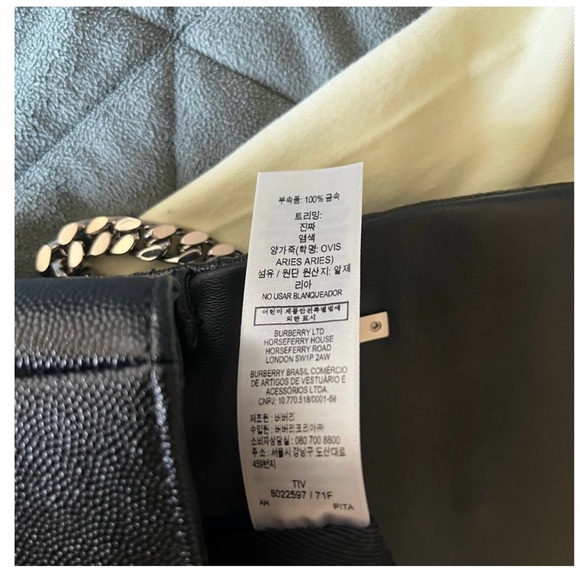 부속품: 100% 금속
트리밍:
진짜
염색
양가죽(학명: OVIS
ARIES ARIES)
섬유 / 원단 원산지: 알제
리아
NO USAR BLANQUEADOR
어린이 제품안전특별법에
의한 표시
BURBERRY LTD
HORSEFERRY HOUSE
HORSEFERRY ROAD
LONDON SW1P 2AW
BURBERRY BRASIL COMÉRCIO
DE ARTIGOS DE VESTUÁRIO E
ACESSÓRIOS LTDA.
CNPJ: 10.770.518/0001-66
제조원 : 버버리
수입원 : 버버리코리아㈜
소비자상담실 : 080 700 8800
주소 : 서울시 강남구 도산대로
459번지
TIV
8022597 / 71F
AK PITA